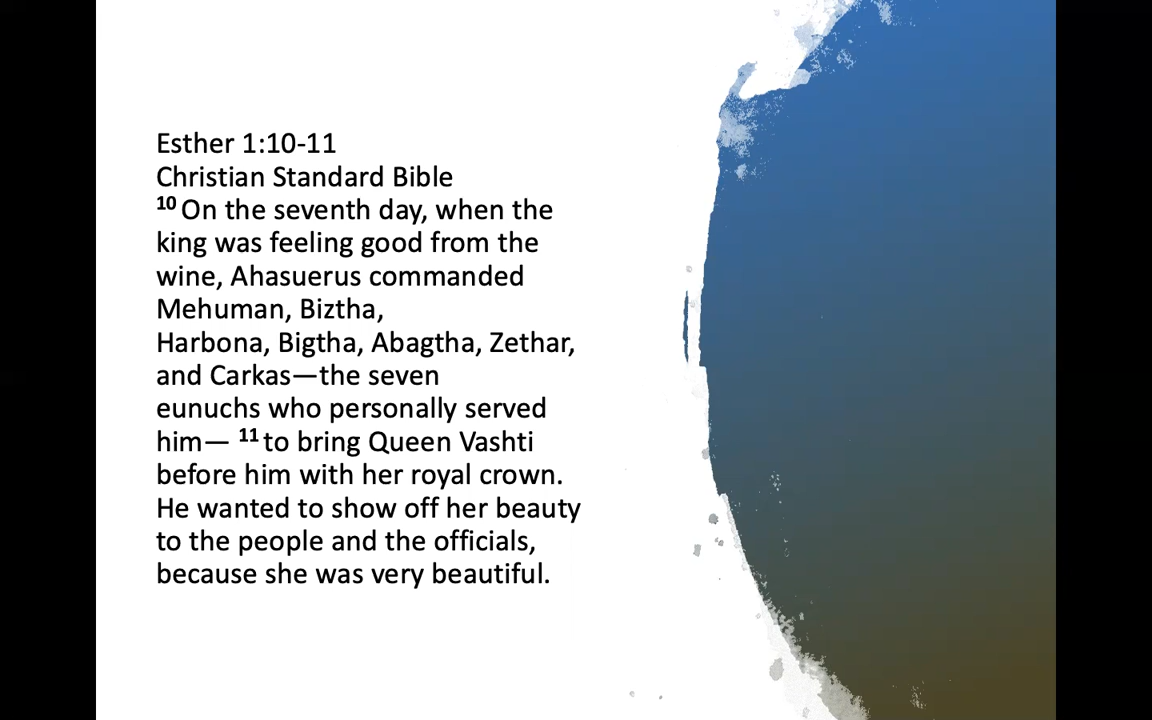 Esther 1:10-11
Christian Standard Bible
10 On the seventh day, when the
king was feeling good from the
wine, Ahasuerus commanded
Mehuman, Biztha,
Harbona, Bigtha, Abagtha, Zethar,
and Carkas—the seven
eunuchs who personally served
him— 11 to bring Queen Vashti
before him with her royal crown.
He wanted to show off her beauty
to the people and the officials,
because she was very beautiful.